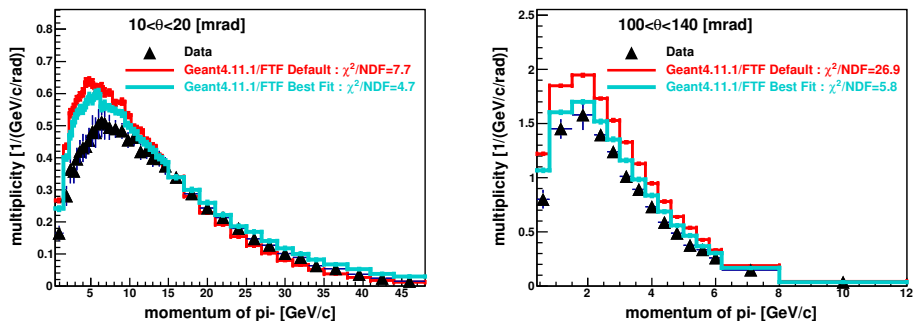 10<θ<20 [mrad]
Data
Geant4.11.1/FTF Default : χ²/NDF=7.7
Geant4.11.1/FTF Best Fit : χ²/NDF=4.7
multiplicity [1/(GeV/c/rad)]
0.8
0.7
0.6
0.5
0.4
0.3
0.2
0.1
0
5 10 15 20 25 30 35 40 45
momentum of pi- [GeV/c]
100<θ<140 [mrad]
Data
Geant4.11.1/FTF Default : χ²/NDF=26.9
Geant4.11.1/FTF Best Fit : χ²/NDF=5.8
multiplicity [1/(GeV/c/rad)]
2.5
2
1.5
1
0.5
0
2 4 6 8 10 12
momentum of pi- [GeV/c]